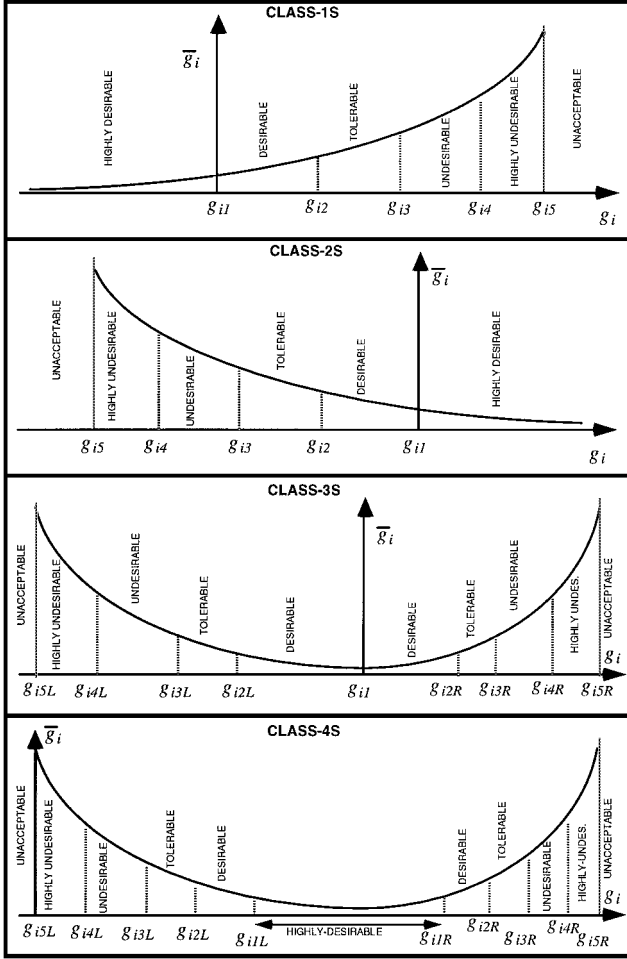 CLASS-1S
g̅i
HIGHLY DESIRABLE
DESIRABLE
TOLERABLE
UNDESIRABLE
HIGHLY UNDESIRABLE
UNACCEPTABLE
gi1 gi2 gi3 gi4 gi5 gi
CLASS-2S
g̅i
UNACCEPTABLE
HIGHLY UNDESIRABLE
UNDESIRABLE
TOLERABLE
DESIRABLE
HIGHLY DESIRABLE
gi5 gi4 gi3 gi2 gi1 gi
CLASS-3S
g̅i
UNACCEPTABLE
HIGHLY UNDESIRABLE
UNDESIRABLE
TOLERABLE
DESIRABLE
DESIRABLE
TOLERABLE
UNDESIRABLE
HIGHLY UNDES.
UNACCEPTABLE
gi
gi5L gi4L gi3L gi2L gi1 gi2R gi3R gi4R gi5R
CLASS-4S
g̅i
UNACCEPTABLE
HIGHLY UNDESIRABLE
UNDESIRABLE
TOLERABLE
DESIRABLE
DESIRABLE
TOLERABLE
UNDESIRABLE
HIGHLY-UNDES.
UNACCEPTABLE
gi
gi5L gi4L gi3L gi2L gi1L HIGHLY-DESIRABLE gi1R gi2R gi3R gi4R gi5R